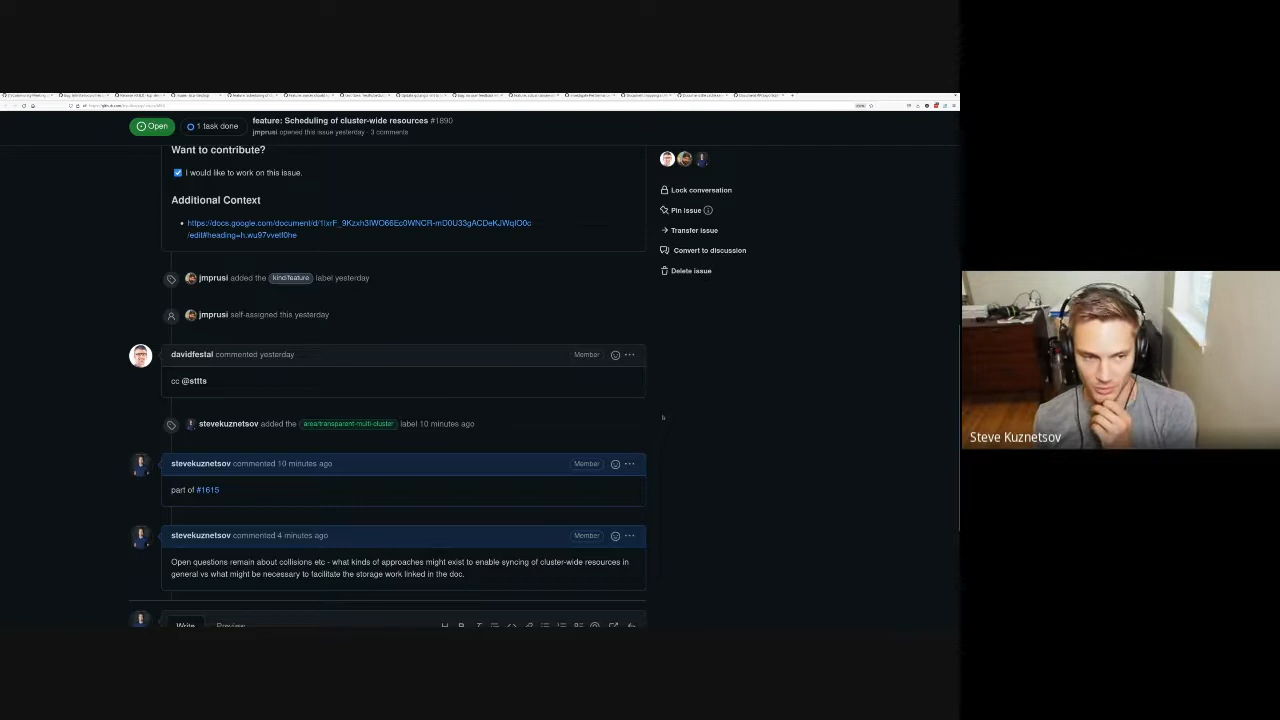 Open
1 task done
feature: Scheduling of cluster-wide resources #1890
jmprusi opened this issue yesterday · 3 comments
Want to contribute?
I would like to work on this issue.
Additional Context
jmprusi added the kind/feature label yesterday
jmprusi self-assigned this yesterday
davidfestal commented yesterday
Member
cc @sttts
stevekuznetsov added the area/transparent-multi-cluster label 10 minutes ago
stevekuznetsov commented 10 minutes ago
Member
part of #1615
stevekuznetsov commented 4 minutes ago
Member
Open questions remain about collisions etc - what kinds of approaches might exist to enable syncing of cluster-wide resources in
general vs what might be necessary to facilitate the storage work linked in the doc.
Write
Preview
Lock conversation
Pin issue
Transfer issue
Convert to discussion
Delete issue
Steve Kuznetsov